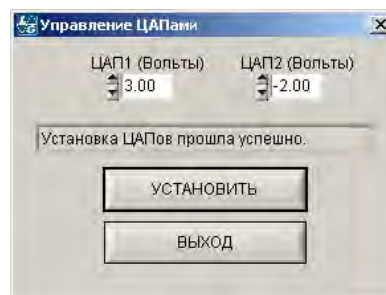 Управление ЦАПами
ЦАП1 (Вольты) ЦАП2 (Вольты)
3.00 -2.00
Установка ЦАПов прошла успешно.
УСТАНОВИТЬ
ВЫХОД